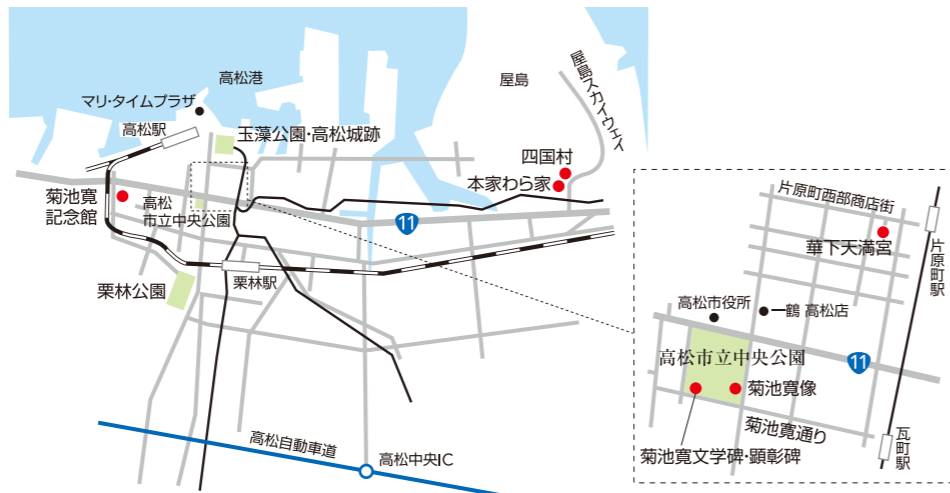 高松港
屋島
屋島スカイウェイ
マリ・タイムプラザ
高松駅
玉藻公園・高松城跡
四国村
本家わら家
菊池寛
記念館
高松
市立中央公園
11
栗林駅
栗林公園
高松自動車道
高松中央IC
片原町西部商店街
華下天満宮
片原町駅
高松市役所
一鶴 高松店
高松市立中央公園
11
菊池寛像
菊池寛通り
菊池寛文学碑・顕彰碑
瓦町駅